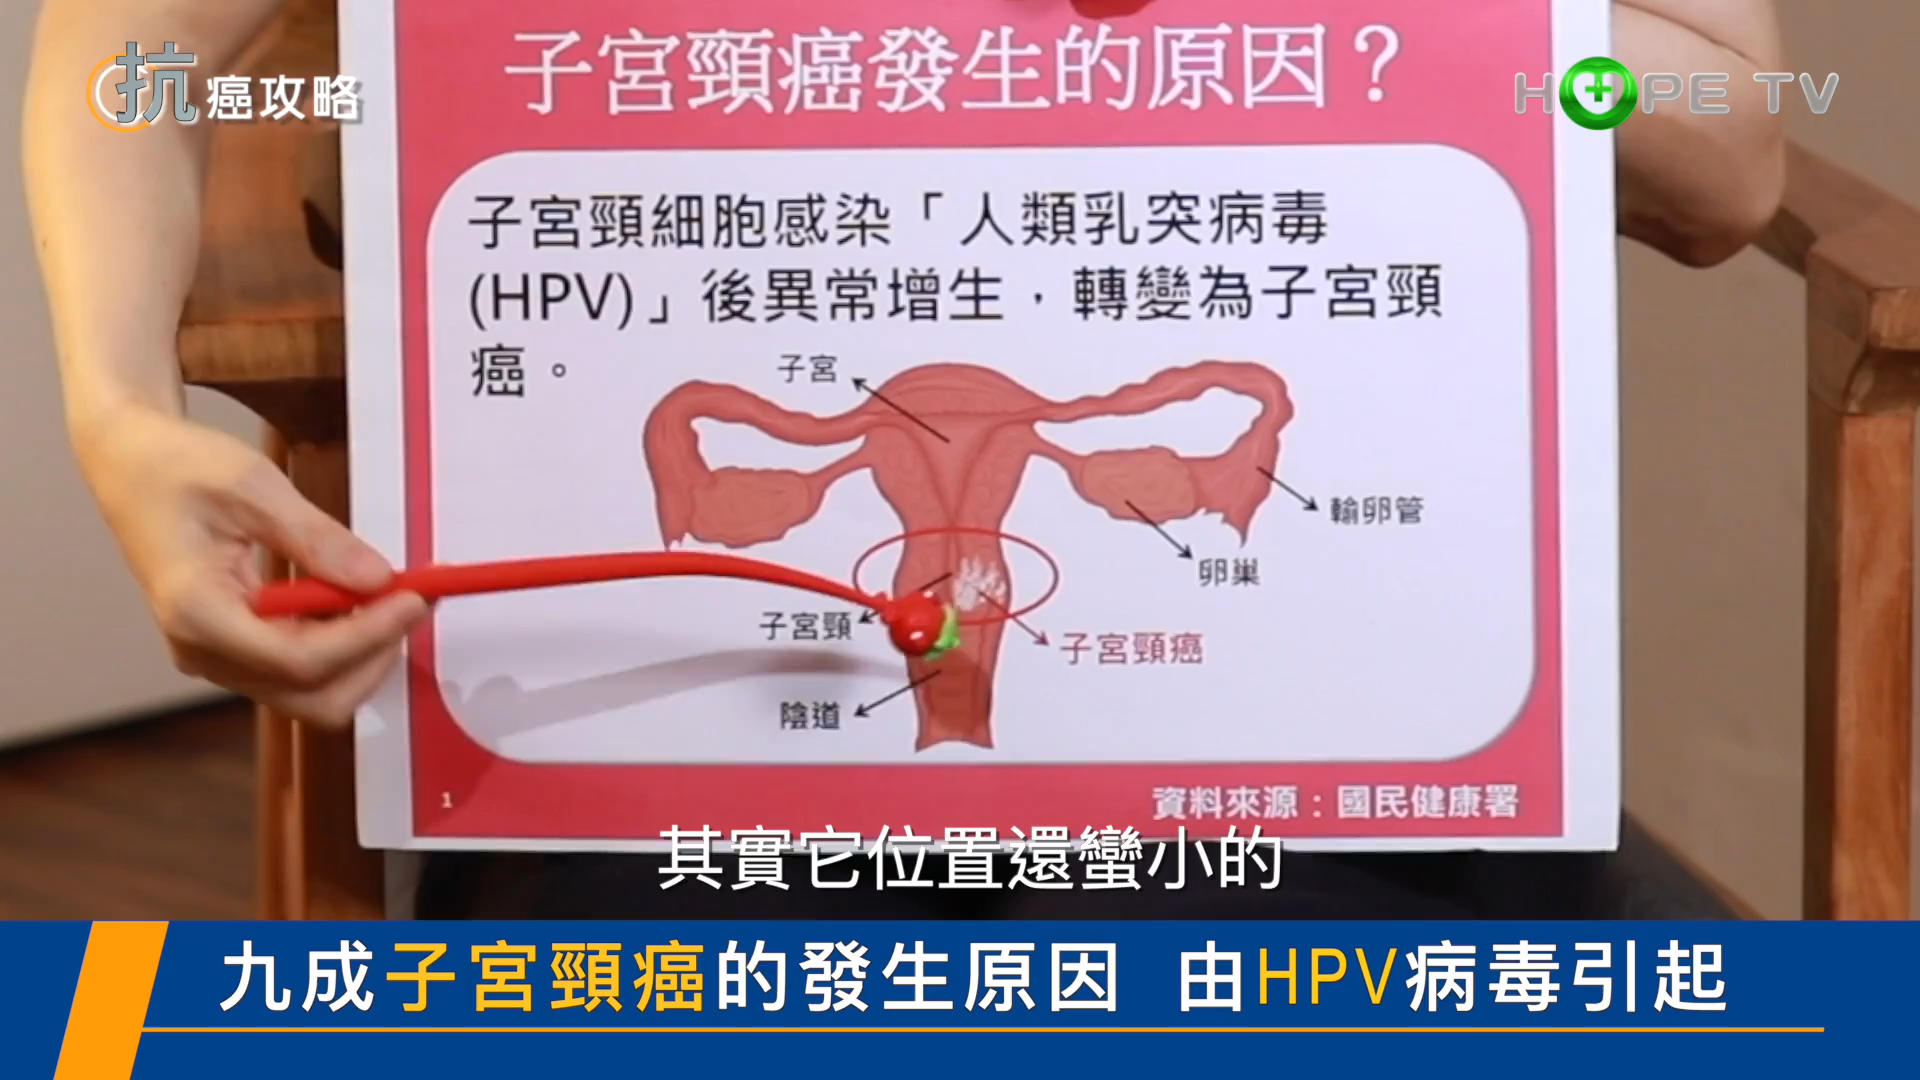 抗癌攻略
HOPE TV
子宮頸癌發生的原因？
子宮頸細胞感染「人類乳突病毒
(HPV)」後異常增生，轉變為子宮頸
癌。
子宮
輸卵管
卵巢
子宮頸
子宮頸癌
陰道
1
資料來源：國民健康署
其實它位置還蠻小的
九成子宮頸癌的發生原因 由HPV病毒引起